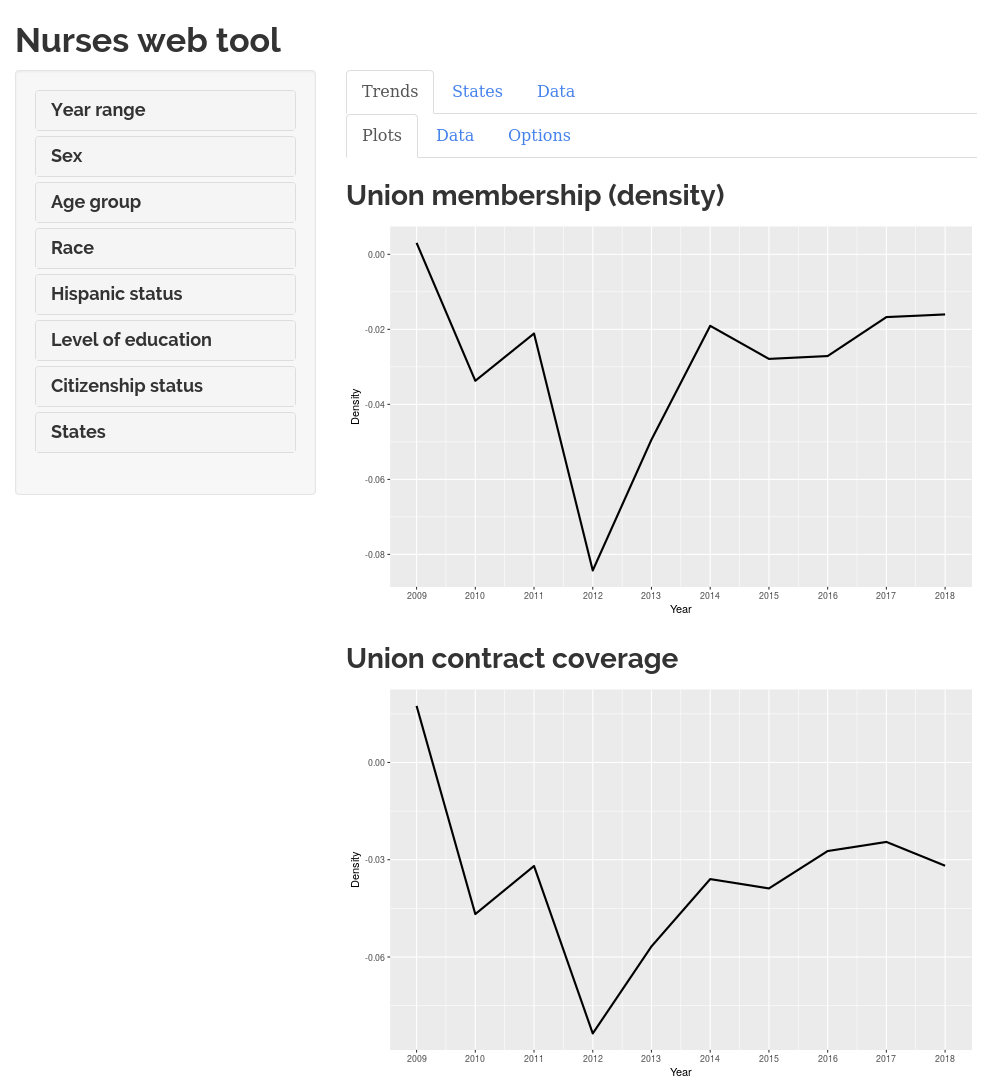 Nurses web tool
Year range
Sex
Age group
Race
Hispanic status
Level of education
Citizenship status
States
Trends States Data
Plots Data Options
Union membership (density)
0.00
-0.02
-0.04
-0.06
-0.08
Density
2009 2010 2011 2012 2013 2014 2015 2016 2017 2018
Year
Union contract coverage
0.00
-0.03
-0.06
Density
2009 2010 2011 2012 2013 2014 2015 2016 2017 2018
Year